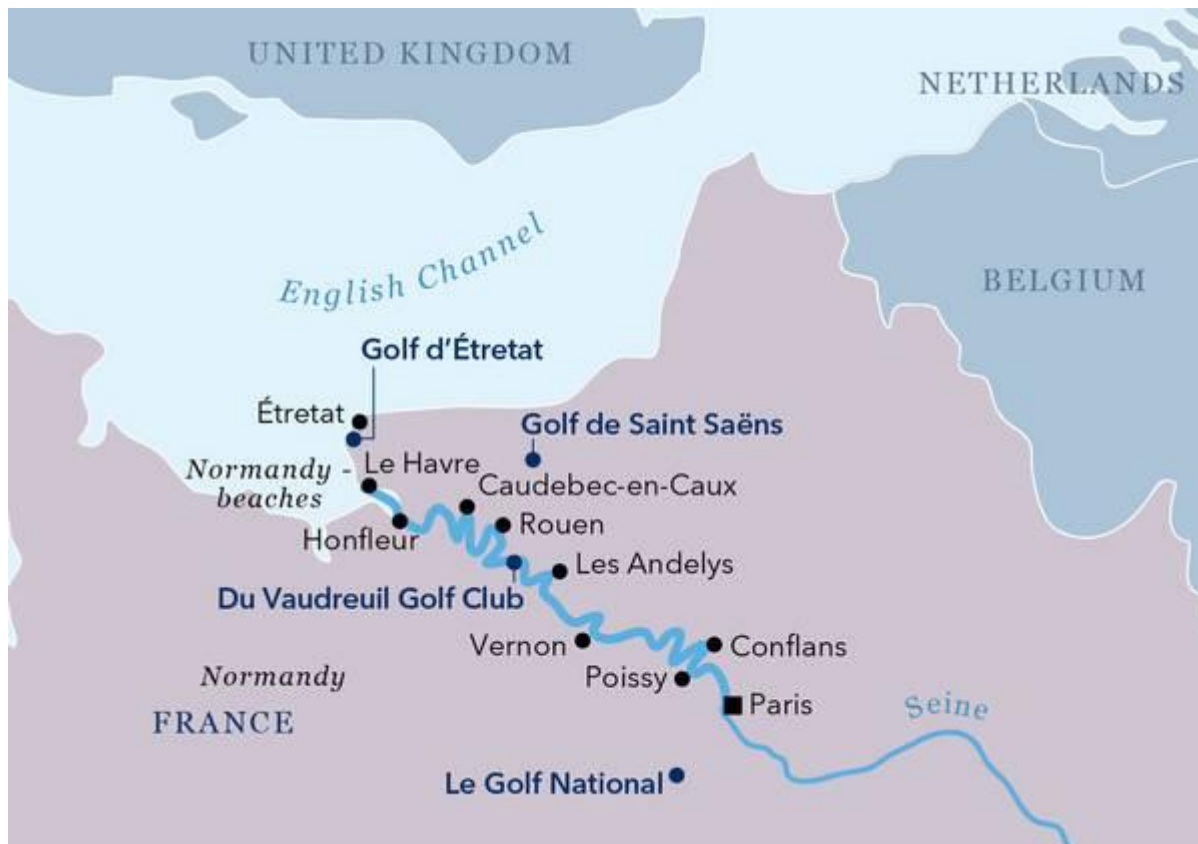 UNITED KINGDOM
NETHERLANDS
BELGIUM
English Channel
Golf d'Étretat
Étretat
Golf de Saint Saëns
Normandy -
beaches
Le Havre
Caudebec-en-Caux
Honfleur
Rouen
Les Andelys
Du Vaudreuil Golf Club
Vernon
Conflans
Poissy
Normandy
Paris
Seine
FRANCE
Le Golf National